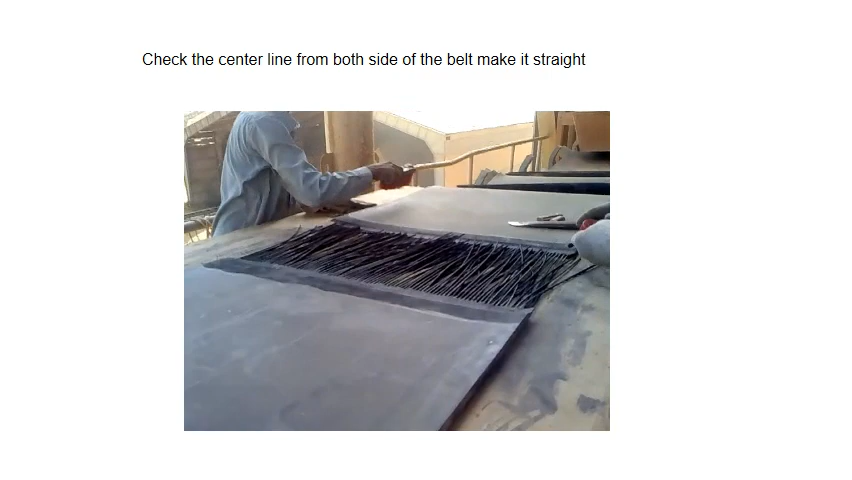 Check the center line from both side of the belt make it straight